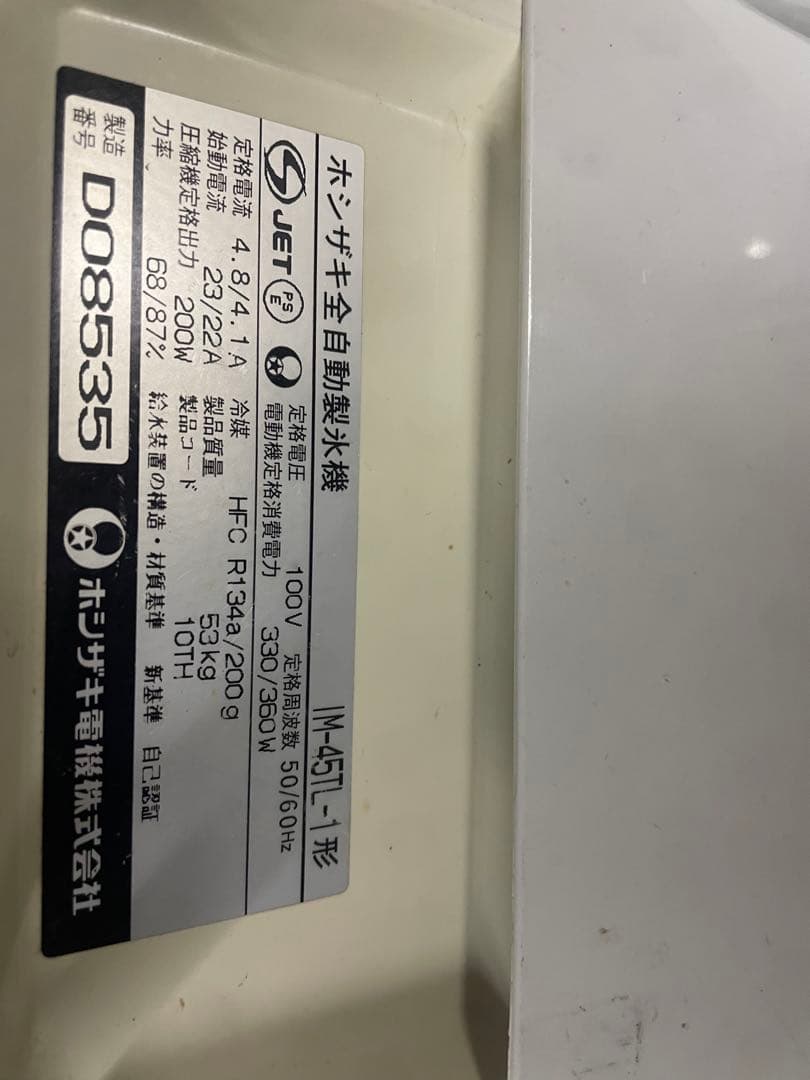 ホシザキ全自動製氷機 IM-45TL-1形
JET PSE 定格電圧 100V 定格周波数 50/60Hz
電動機定格消費電力 330/360W
定格電流 4.8/4.1A 冷媒 HFC R134a/200g
始動電流 23/22A 製品質量 53kg
圧縮機定格出力 200W 製品コード 10TH
力率 68/87% 給水装置の構造・材質基準 新基準 自己認証
製造番号 D08535 ホシザキ電機株式会社